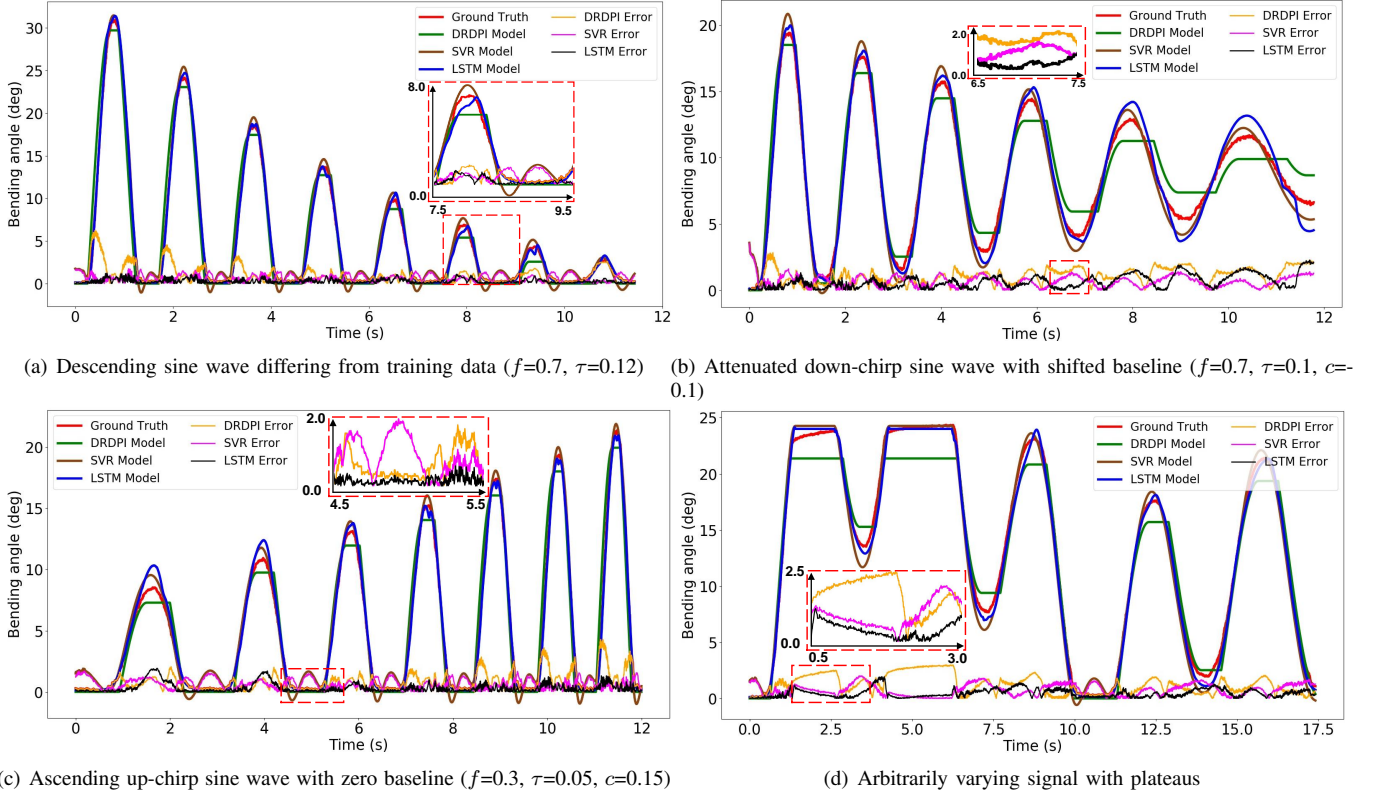 Ground Truth
DRDPI Model
SVR Model
LSTM Model
DRDPI Error
SVR Error
LSTM Error
30
25
20
15
10
5
0
Bending angle (deg)
8.0
0.0
7.5
9.5
0
2
4
6
8
10
12
Time (s)
(a) Descending sine wave differing from training data (f=0.7, τ=0.12)
Ground Truth
DRDPI Model
SVR Model
LSTM Model
DRDPI Error
SVR Error
LSTM Error
20
15
10
5
0
Bending angle (deg)
2.0
0.0
6.5
7.5
0
2
4
6
8
10
12
Time (s)
(b) Attenuated down-chirp sine wave with shifted baseline (f=0.7, τ=0.1, c=-
0.1)
Ground Truth
DRDPI Model
SVR Model
LSTM Model
DRDPI Error
SVR Error
LSTM Error
20
15
10
5
0
Bending angle (deg)
2.0
0.0
4.5
5.5
0
2
4
6
8
10
12
Time (s)
(c) Ascending up-chirp sine wave with zero baseline (f=0.3, τ=0.05, c=0.15)
Ground Truth
DRDPI Model
SVR Model
LSTM Model
DRDPI Error
SVR Error
LSTM Error
25
20
15
10
5
0
Bending angle (deg)
2.5
0.0
0.5
3.0
0.0
2.5
5.0
7.5
10.0
12.5
15.0
17.5
Time (s)
(d) Arbitrarily varying signal with plateaus